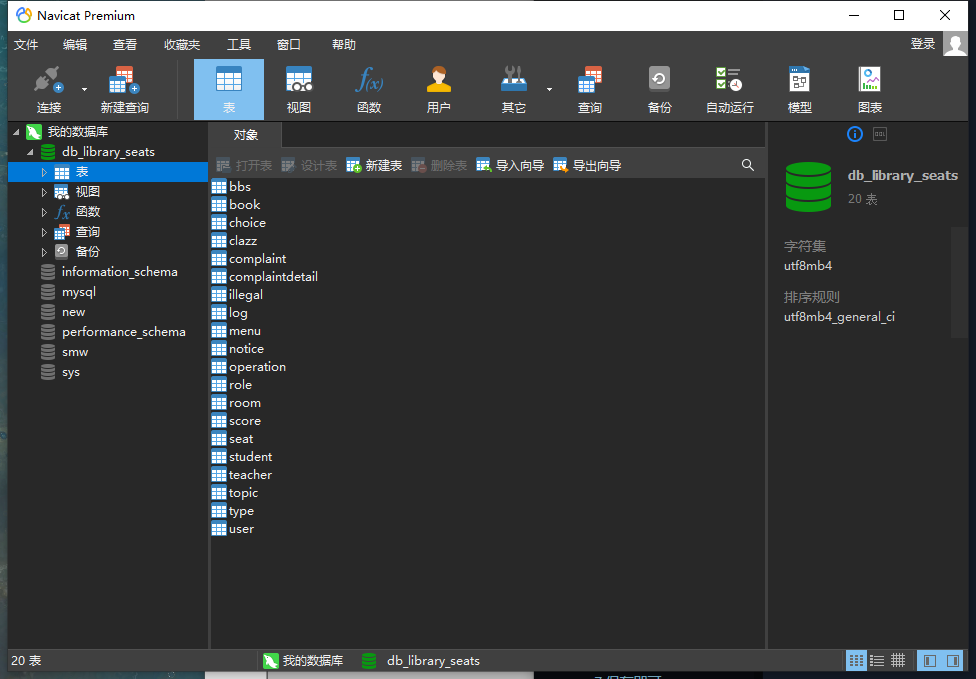 Navicat Premium
文件 编辑 查看 收藏夹 工具 窗口 帮助 登录
连接 新建查询 表 视图 函数 用户 其它 查询 备份 自动运行 模型 图表
我的数据库
db_library_seats
表
视图
函数
查询
备份
information_schema
mysql
new
performance_schema
smw
sys
对象
打开表 设计表 新建表 删除表 导入向导 导出向导
bbs
book
choice
clazz
complaint
complaintdetail
illegal
log
menu
notice
operation
role
room
score
seat
student
teacher
topic
type
user
db_library_seats
20 表
字符集
utf8mb4
排序规则
utf8mb4_general_ci
20 表 我的数据库 db_library_seats